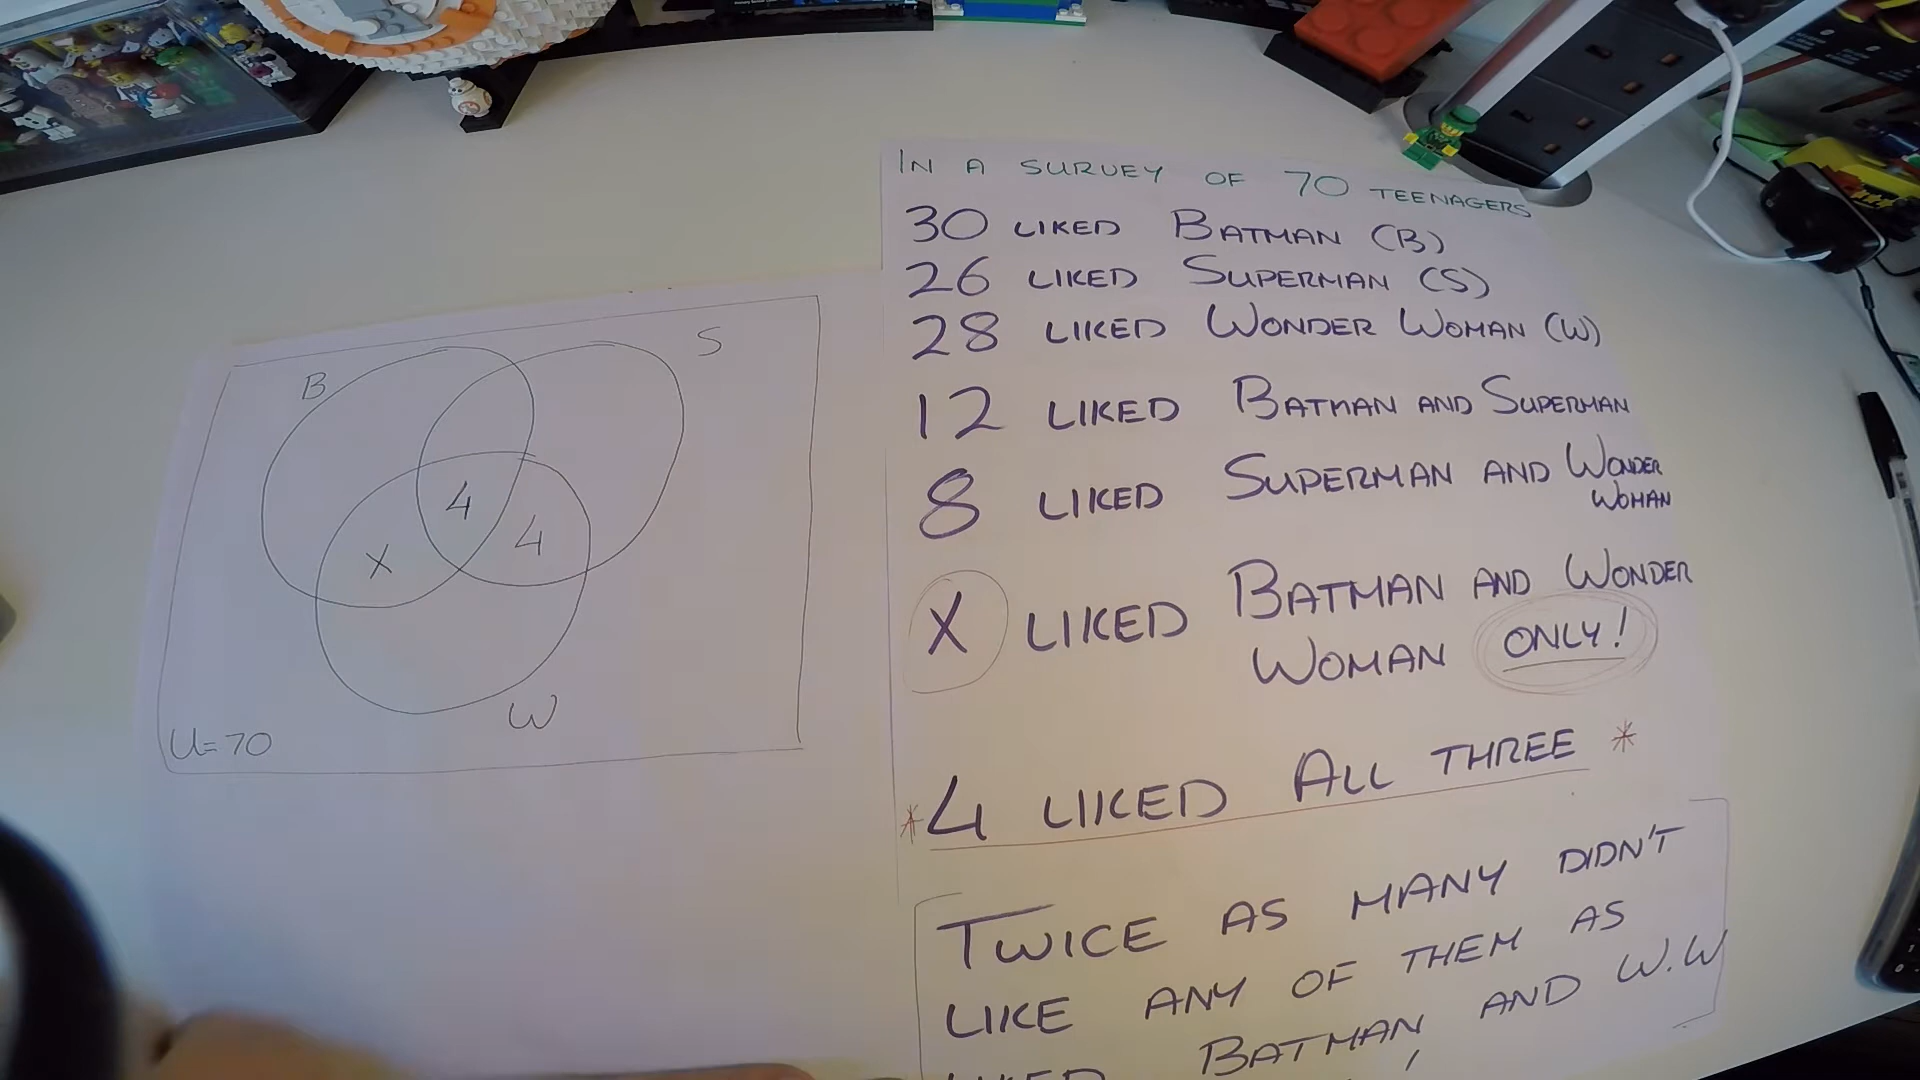 IN A SURVEY OF 70 TEENAGERS
30 LIKED BATMAN (B)
26 LIKED SUPERMAN (S)
28 LIKED WONDER WOMAN (W)
12 LIKED BATMAN AND SUPERMAN
8 LIKED SUPERMAN AND WONDER
WOMAN
X LIKED BATMAN AND WONDER
WOMAN ONLY!
*4 LIKED ALL THREE *
TWICE AS MANY DIDN'T
LIKE ANY OF THEM AS
LIKED BATMAN AND W.W
B
S
4
4
X
W
U=70